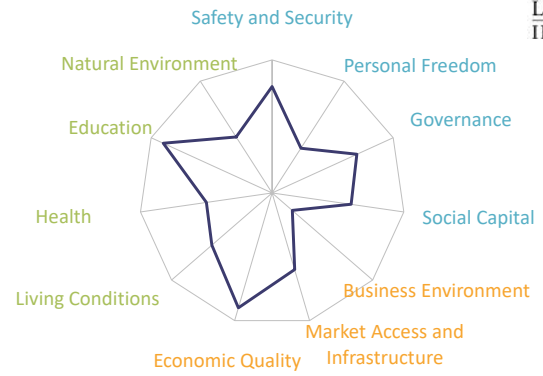 Safety and Security
Natural Environment
Personal Freedom
Education
Governance
Health
Social Capital
Living Conditions
Business Environment
Market Access and
Infrastructure
Economic Quality